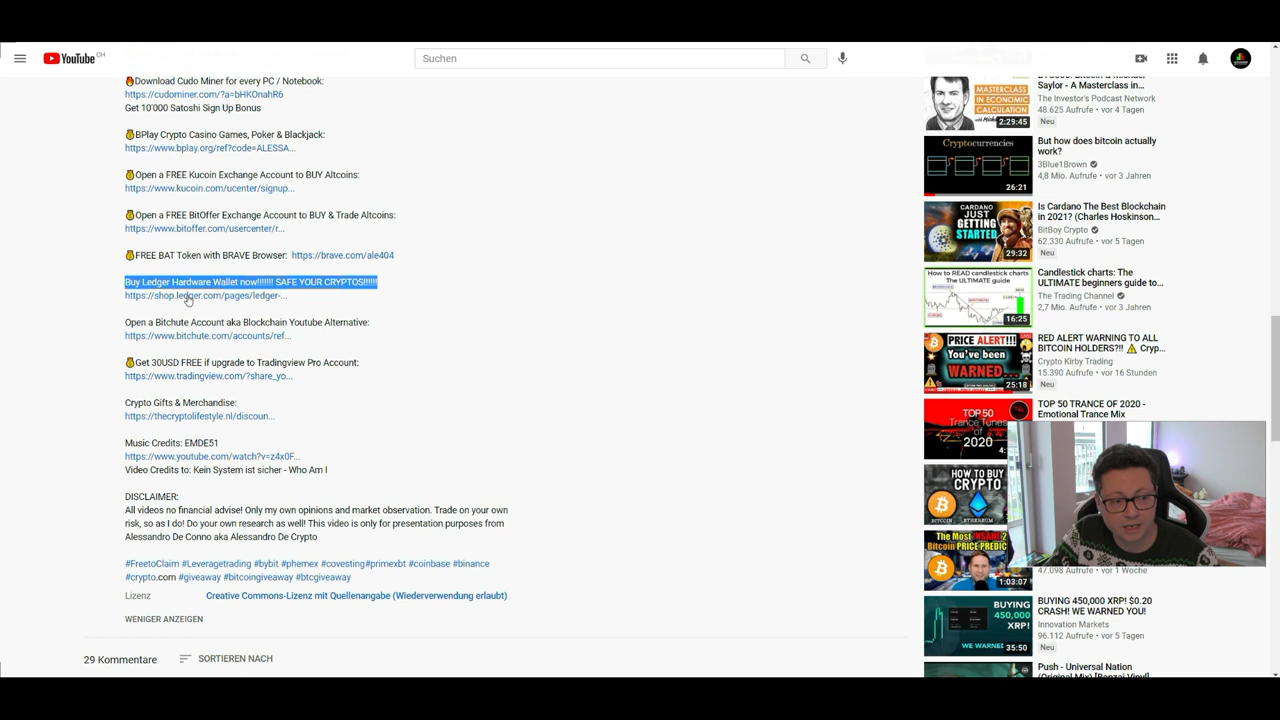 YouTube CH
Suchen
Download Cudo Miner for every PC / Notebook:
https://cudominer.com/?a=bHKOnahR6
Get 10'000 Satoshi Sign Up Bonus
BPlay Crypto Casino Games, Poker & Blackjack:
https://www.bplay.org/ref?code=ALESSA...
Open a FREE Kucoin Exchange Account to BUY Altcoins:
https://www.kucoin.com/ucenter/signup...
Open a FREE BitOffer Exchange Account to BUY & Trade Altcoins:
https://www.bitoffer.com/usercenter/r...
FREE BAT Token with BRAVE Browser: https://brave.com/ale404
Buy Ledger Hardware Wallet now!!!!!!! SAFE YOUR CRYPTOS!!!!!!
https://shop.ledger.com/pages/ledger-...
Open a Bitchute Account aka Blockchain Youtube Alternative:
https://www.bitchute.com/accounts/ref...
Get 30USD FREE if upgrade to Tradingview Pro Account:
https://www.tradingview.com/?share_yo...
Crypto Gifts & Merchandise:
https://thecryptolifestyle.nl/discoun...
Music Credits: EMDE51
https://www.youtube.com/watch?v=z4x0F...
Video Credits to: Kein System ist sicher - Who Am I
DISCLAIMER:
All videos no financial advise! Only my own opinions and market observation. Trade on your own
risk, so as I do! Do your own research as well! This video is only for presentation purposes from
Alessandro De Conno aka Alessandro De Crypto
#FreetoClaim #Leveragetrading #bybit #phemex #covesting#primexbt #coinbase #binance
#crypto.com #giveaway #bitcoingiveaway #btcgiveaway
Lizenz
Creative Commons-Lizenz mit Quellenangabe (Wiederverwendung erlaubt)
WENIGER ANZEIGEN
29 Kommentare
SORTIEREN NACH
MASTERCLASS
IN ECONOMIC
CALCULATION
2:29:45
Saylor - A Masterclass in...
The Investor's Podcast Network
48.625 Aufrufe • vor 4 Tagen
Neu
Cryptocurrencies
26:21
But how does bitcoin actually
work?
3Blue1Brown
4,8 Mio. Aufrufe • vor 3 Jahren
CARDANO
JUST
GETTING
STARTED
29:32
Is Cardano The Best Blockchain
in 2021? (Charles Hoskinson...
BitBoy Crypto
62.330 Aufrufe • vor 5 Tagen
Neu
How to READ candlestick charts
The ULTIMATE guide
16:25
Candlestick charts: The
ULTIMATE beginners guide to...
The Trading Channel
2,7 Mio. Aufrufe • vor 3 Jahren
PRICE ALERT!!!
You've been
WARNED...
25:18
RED ALERT WARNING TO ALL
BITCOIN HOLDERS?!! ⚠ Cryp...
Crypto Kirby Trading
15.390 Aufrufe • vor 16 Stunden
Neu
TOP 50
Trance Tunes
of
2020
4:
TOP 50 TRANCE OF 2020 -
Emotional Trance Mix
HOW TO BUY
CRYPTO
BITCOIN
ETHEREUM
The Most INSANE 2
Bitcoin PRICE PREDIC
1:03:07
47.098 Aufrufe • vor 1 Woche
Neu
BUYING
450,000
XRP!
WE WARNED
35:50
BUYING 450,000 XRP! $0.20
CRASH! WE WARNED YOU!
Innovation Markets
96.112 Aufrufe • vor 5 Tagen
Neu
Push - Universal Nation